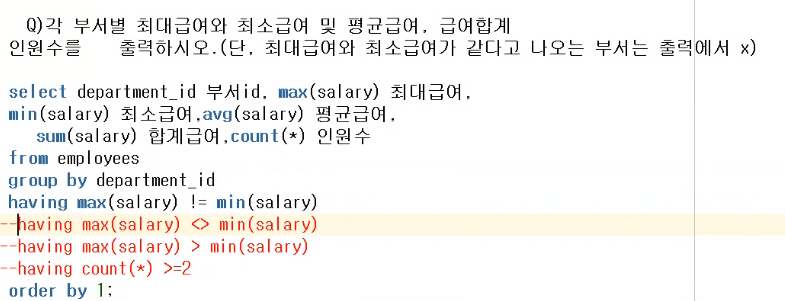 Q)각 부서별 최대급여와 최소급여 및 평균급여, 급여합계
인원수를 출력하시오.(단, 최대급여와 최소급여가 같다고 나오는 부서는 출력에서 x)
select department_id 부서id, max(salary) 최대급여,
min(salary) 최소급여,avg(salary) 평균급여,
sum(salary) 합계급여,count(*) 인원수
from employees
group by department_id
having max(salary) != min(salary)
--having max(salary) <> min(salary)
--having max(salary) > min(salary)
--having count(*) >=2
order by 1;